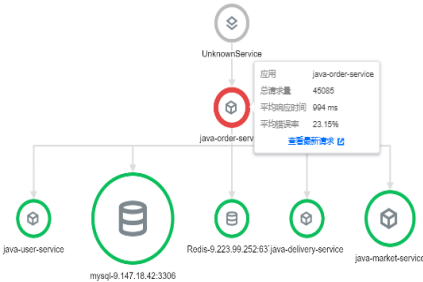 UnknownService
应用 java-order-service
总请求量 45085
平均响应时间 994 ms
平均错误率 23.15%
查看最新请求
java-order-serv
java-user-service
mysql-9.147.18.42:3306
Redis-9.223.99.252:637
java-delivery-service
java-market-service